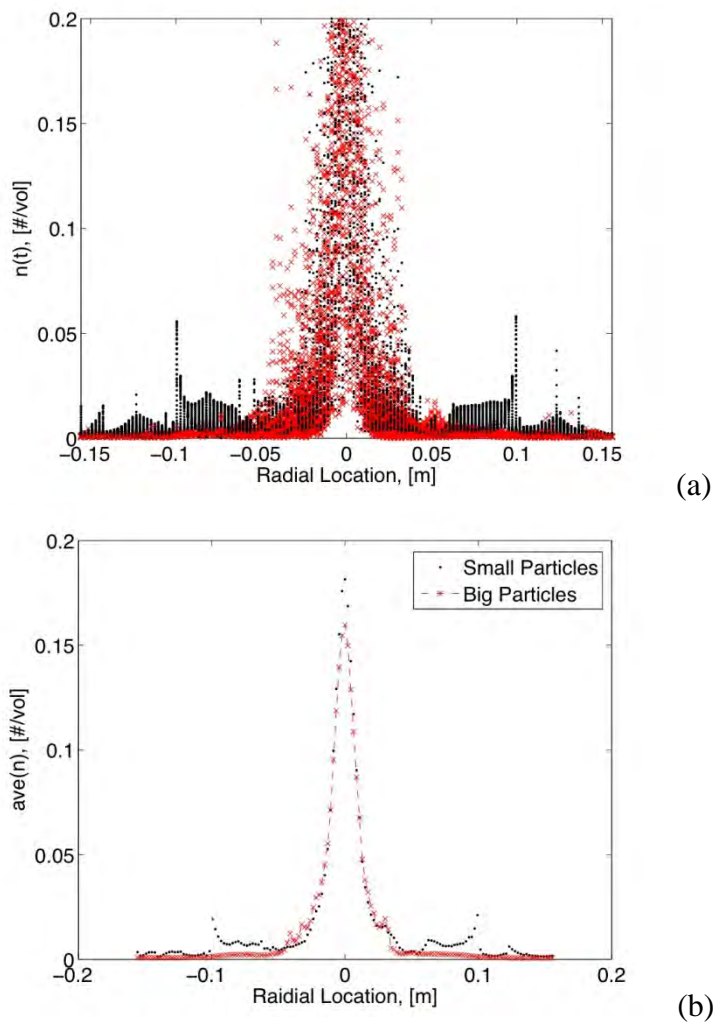 0.2
0.15
0.1
0.05
0
n(t), [#/vol]
−0.15 −0.1 −0.05 0 0.05 0.1 0.15
Radial Location, [m]
(a)
0.2
0.15
0.1
0.05
0
ave(n), [#/vol]
Small Particles
Big Particles
−0.2 −0.1 0 0.1 0.2
Raidial Location, [m]
(b)